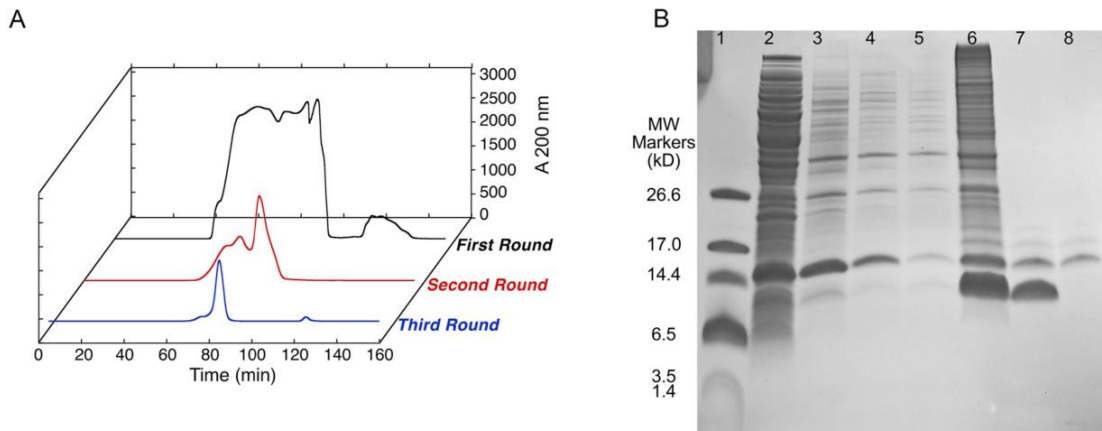 A
3000
2500
2000
1500
1000
500
0
A 200 nm
First Round
Second Round
Third Round
0 20 40 60 80 100 120 140 160
Time (min)
B
1 2 3 4 5 6 7 8
MW
Markers
(kD)
26.6
17.0
14.4
6.5
3.5
1.4